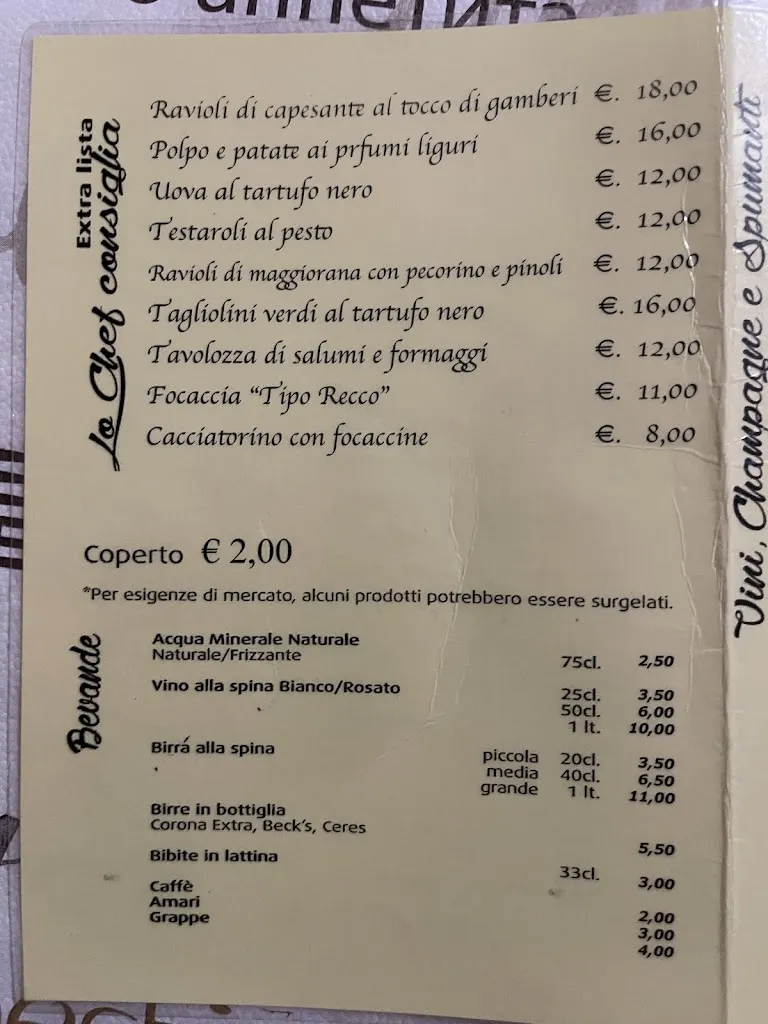 Extra lista
Lo Chef consiglia
Ravioli di capesante al tocco di gamberi €. 18,00
Polpo e patate ai prfumi liguri €. 16,00
Uova al tartufo nero €. 12,00
Testaroli al pesto €. 12,00
Ravioli di maggiorana con pecorino e pinoli €. 12,00
Tagliolini verdi al tartufo nero €. 16,00
Tavolozza di salumi e formaggi €. 12,00
Focaccia “Tipo Recco” €. 11,00
Cacciatorino con focaccine €. 8,00
Coperto € 2,00
*Per esigenze di mercato, alcuni prodotti potrebbero essere surgelati.
Bevande
Acqua Minerale Naturale
Naturale/Frizzante 75cl. 2,50
Vino alla spina Bianco/Rosato 25cl. 3,50
50cl. 6,00
1 lt. 10,00
Birrá alla spina piccola 20cl. 3,50
media 40cl. 6,50
grande 1 lt. 11,00
Birre in bottiglia
Corona Extra, Beck's, Ceres 5,50
Bibite in lattina 33cl. 3,00
Caffè 2,00
Amari 3,00
Grappe 4,00
Vini, Champagne e Spumanti